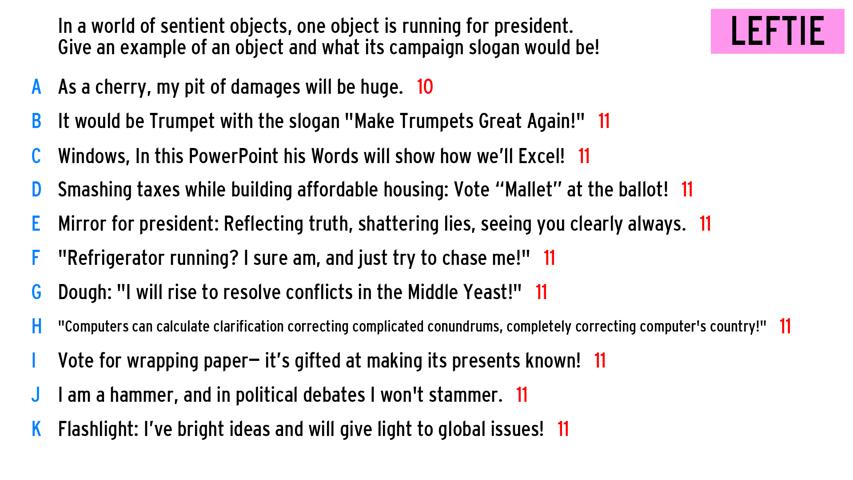 In a world of sentient objects, one object is running for president.
Give an example of an object and what its campaign slogan would be!
LEFTIE
A As a cherry, my pit of damages will be huge. 10
B It would be Trumpet with the slogan "Make Trumpets Great Again!" 11
C Windows, In this PowerPoint his Words will show how we’ll Excel! 11
D Smashing taxes while building affordable housing: Vote “Mallet” at the ballot! 11
E Mirror for president: Reflecting truth, shattering lies, seeing you clearly always. 11
F "Refrigerator running? I sure am, and just try to chase me!" 11
G Dough: "I will rise to resolve conflicts in the Middle Yeast!" 11
H "Computers can calculate clarification correcting complicated conundrums, completely correcting computer's country!" 11
I Vote for wrapping paper— it’s gifted at making its presents known! 11
J I am a hammer, and in political debates I won't stammer. 11
K Flashlight: I’ve bright ideas and will give light to global issues! 11